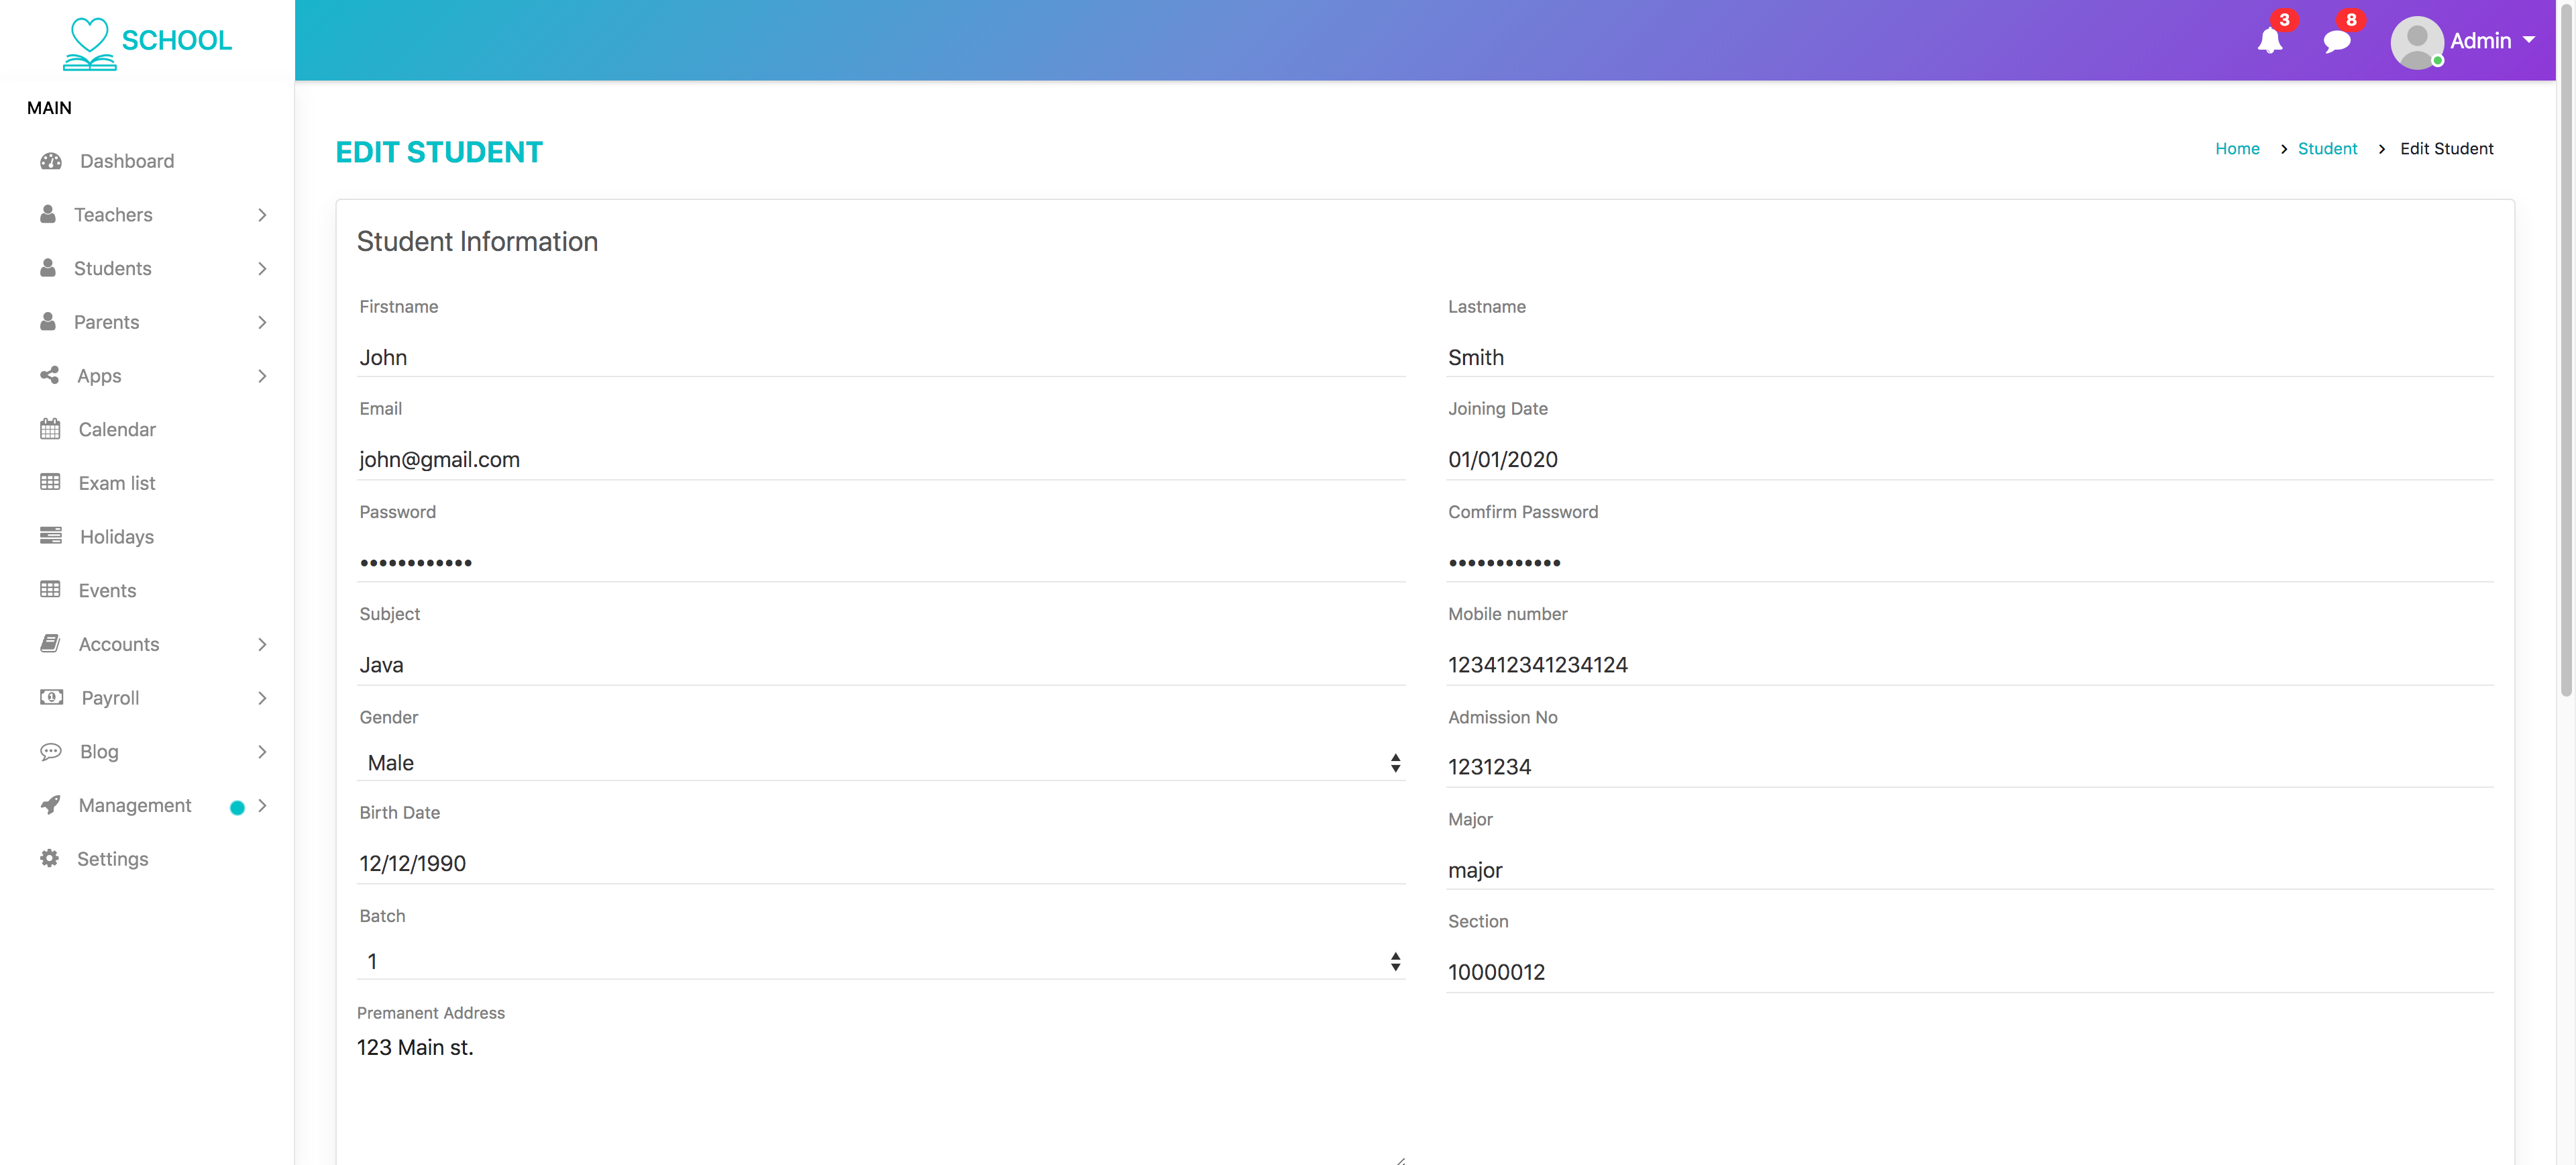 SCHOOL
3
8
Admin
MAIN
Dashboard
Teachers
Students
Parents
Apps
Calendar
Exam list
Holidays
Events
Accounts
Payroll
Blog
Management
Settings
EDIT STUDENT
Home > Student > Edit Student
Student Information
Firstname
John
Lastname
Smith
Email
john@gmail.com
Joining Date
01/01/2020
Password
••••••••••••
Comfirm Password
••••••••••••
Subject
Java
Mobile number
123412341234124
Gender
Male
Admission No
1231234
Birth Date
12/12/1990
Major
major
Batch
1
Section
10000012
Premanent Address
123 Main st.